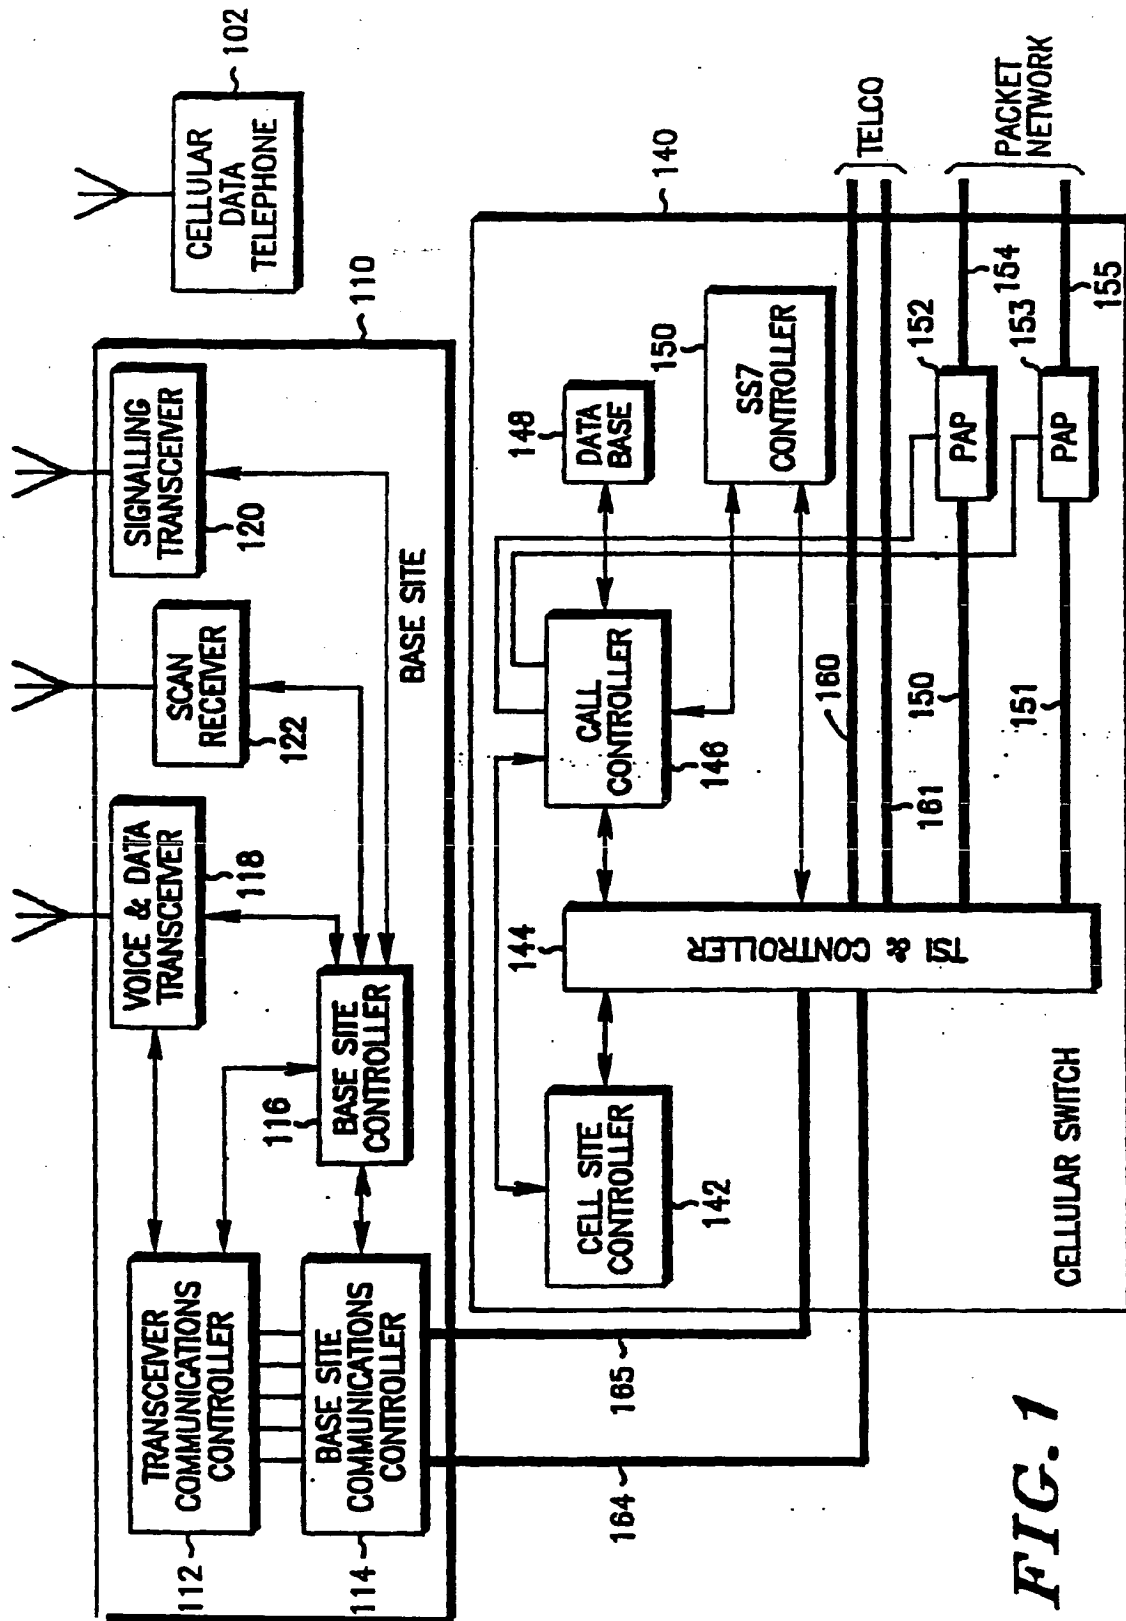 102
CELLULAR
DATA
TELEPHONE
110
SIGNALLING
TRANSCEIVER
120
SCAN
RECEIVER
122
VOICE & DATA
TRANSCEIVER
118
BASE SITE
BASE SITE
CONTROLLER
116
TRANSCEIVER
COMMUNICATIONS
CONTROLLER
112
BASE SITE
COMMUNICATIONS
CONTROLLER
114
164
165
140
TELCO
PACKET
NETWORK
148
DATA
BASE
150
SS7
CONTROLLER
CALL
CONTROLLER
146
CELL SITE
CONTROLLER
142
144
TSI & CONTROLLER
160
161
152
PAP
154
150
153
PAP
155
151
CELLULAR SWITCH
FIG. 1